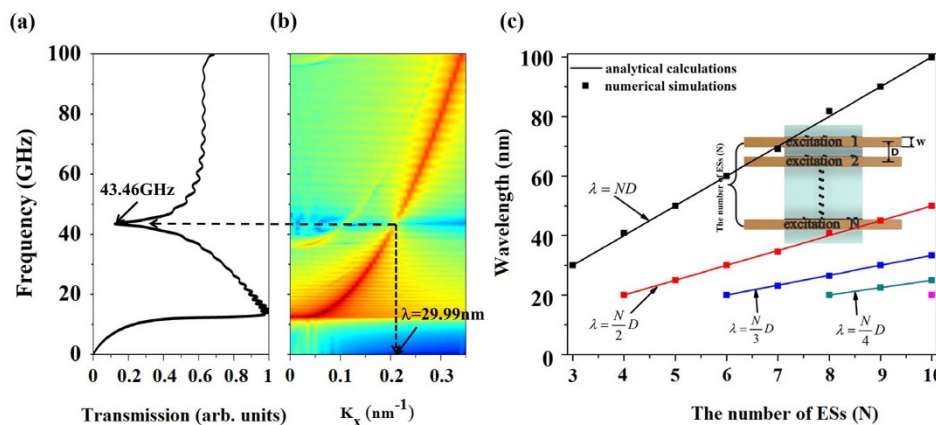 (a)
(b)
(c)
Frequency (GHz)
100
80
60
40
20
0
43.46GHz
0 0.2 0.4 0.6 0.8 1
Transmission (arb. units)
λ=29.99nm
0 0.1 0.2 0.3
Kx (nm⁻¹)
Wavelength (nm)
100
80
60
40
20
0
analytical calculations
numerical simulations
The number of ESs (N)
excitation 1
excitation 2
excitation N
W
D
λ = ND
λ = N/2 D
λ = N/3 D
λ = N/4 D
3 4 5 6 7 8 9 10
The number of ESs (N)